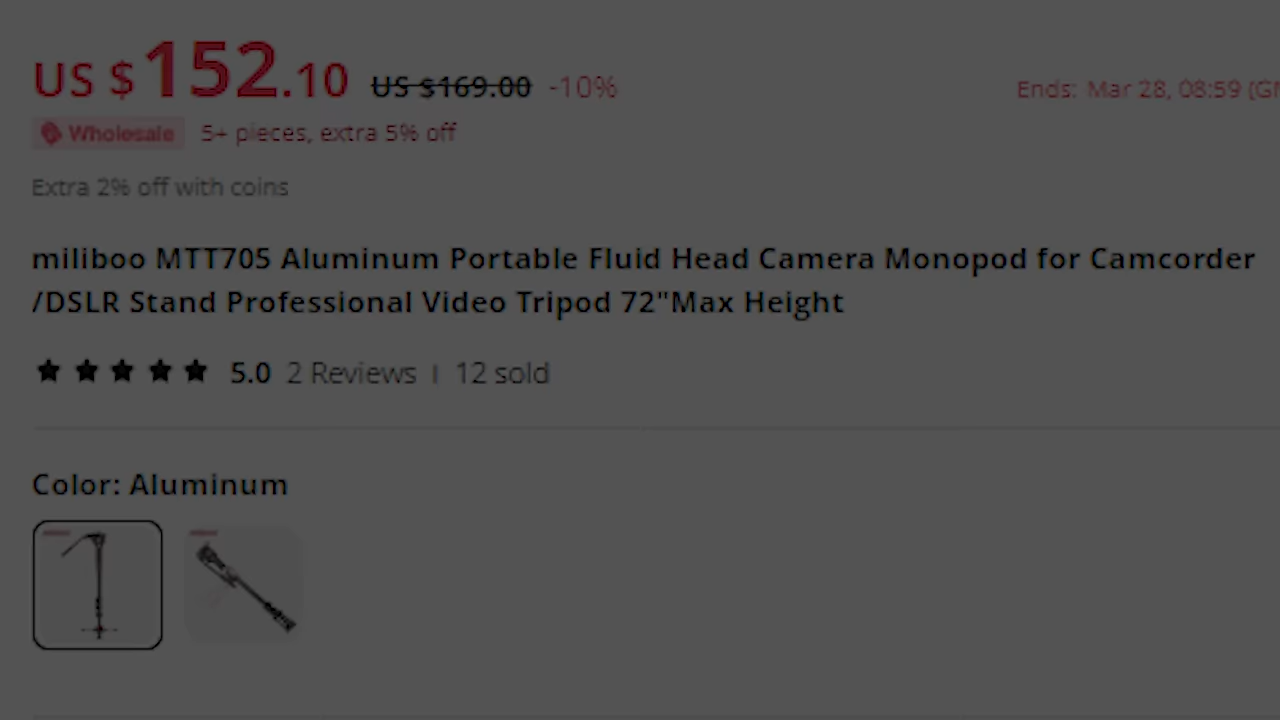 US $152.10 US $169.00 -10% Ends: Mar 28, 08:59 (GM
Wholesale 5+ pieces, extra 5% off
Extra 2% off with coins
miliboo MTT705 Aluminum Portable Fluid Head Camera Monopod for Camcorder
/DSLR Stand Professional Video Tripod 72"Max Height
5.0 2 Reviews | 12 sold
Color: Aluminum